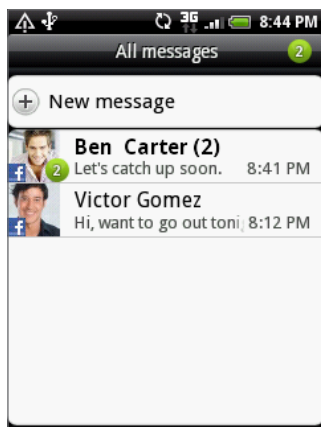 3G 8:44 PM
All messages 2
New message
Ben Carter (2)
2 Let's catch up soon. 8:41 PM
Victor Gomez
Hi, want to go out toni 8:12 PM